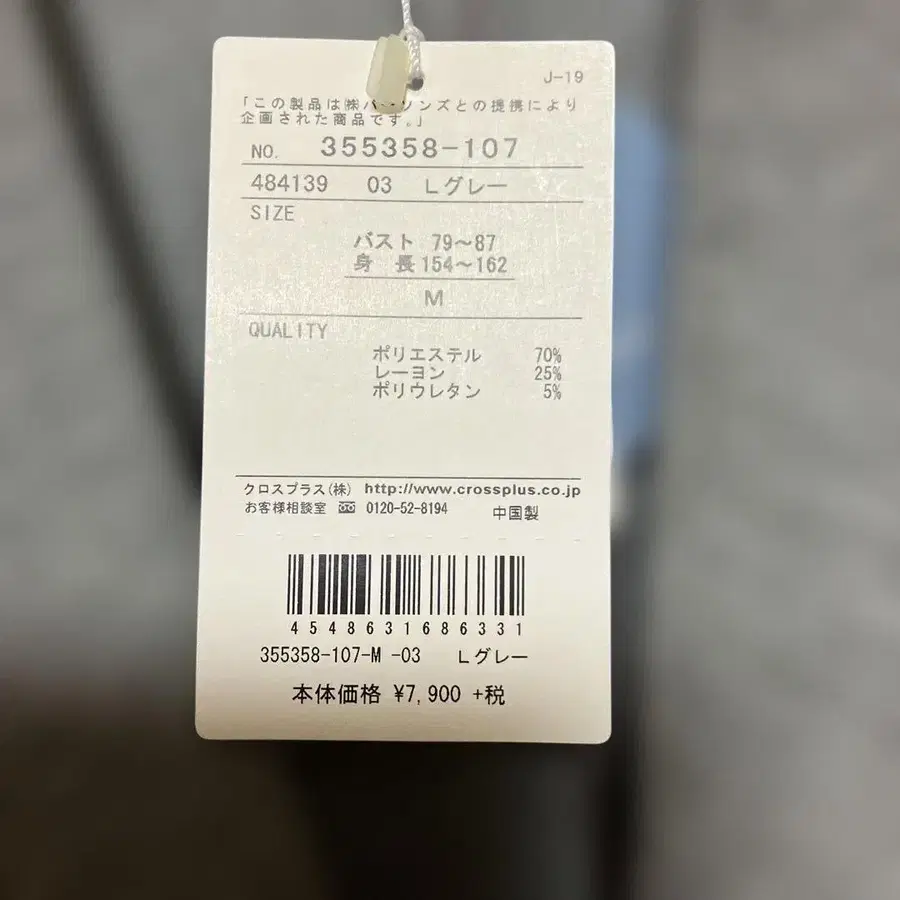 J-19
「この製品は㈱パーソンズとの提携により
企画された商品です。」
NO. 355358-107
484139 03 Lグレー
SIZE
バスト 79〜87
身 長 154〜162
M
QUALITY
ポリエステル 70%
レーヨン 25%
ポリウレタン 5%
クロスプラス(株) http://www.crossplus.co.jp
お客様相談室 0120-52-8194 中国製
4548631686331
355358-107-M -03 Lグレー
本体価格 ¥7,900 +税